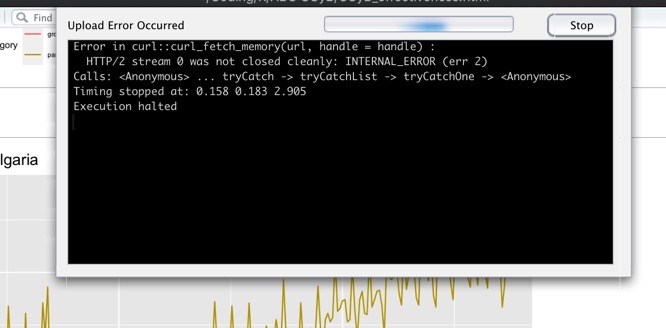 Find
gory
Upload Error Occurred
Stop
Error in curl::curl_fetch_memory(url, handle = handle) :
HTTP/2 stream 0 was not closed cleanly: INTERNAL_ERROR (err 2)
Calls: <Anonymous> ... tryCatch -> tryCatchList -> tryCatchOne -> <Anonymous>
Timing stopped at: 0.158 0.183 2.905
Execution halted
lgaria